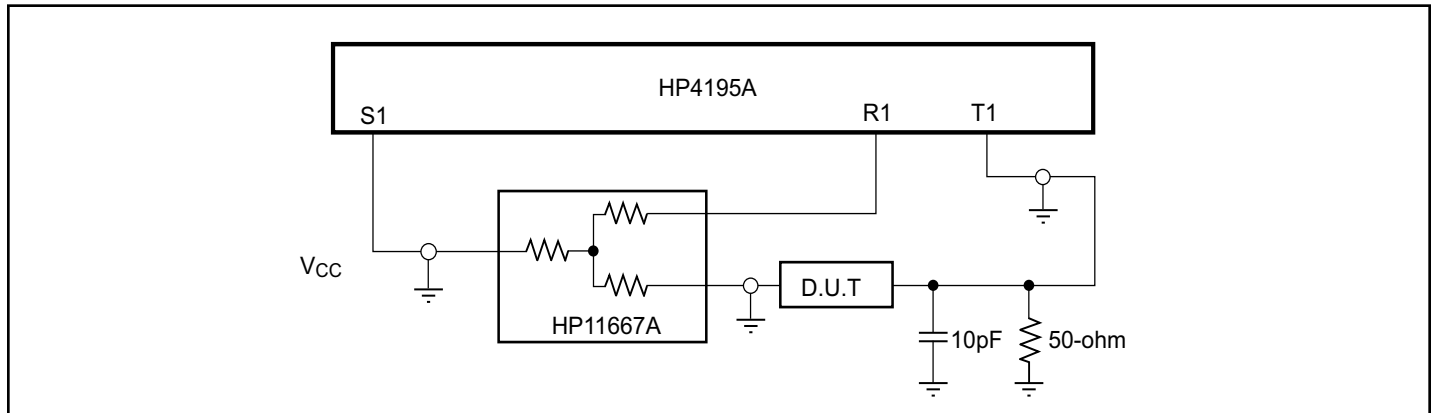 HP4195A
S1
R1
T1
VCC
HP11667A
D.U.T
10pF
50-ohm